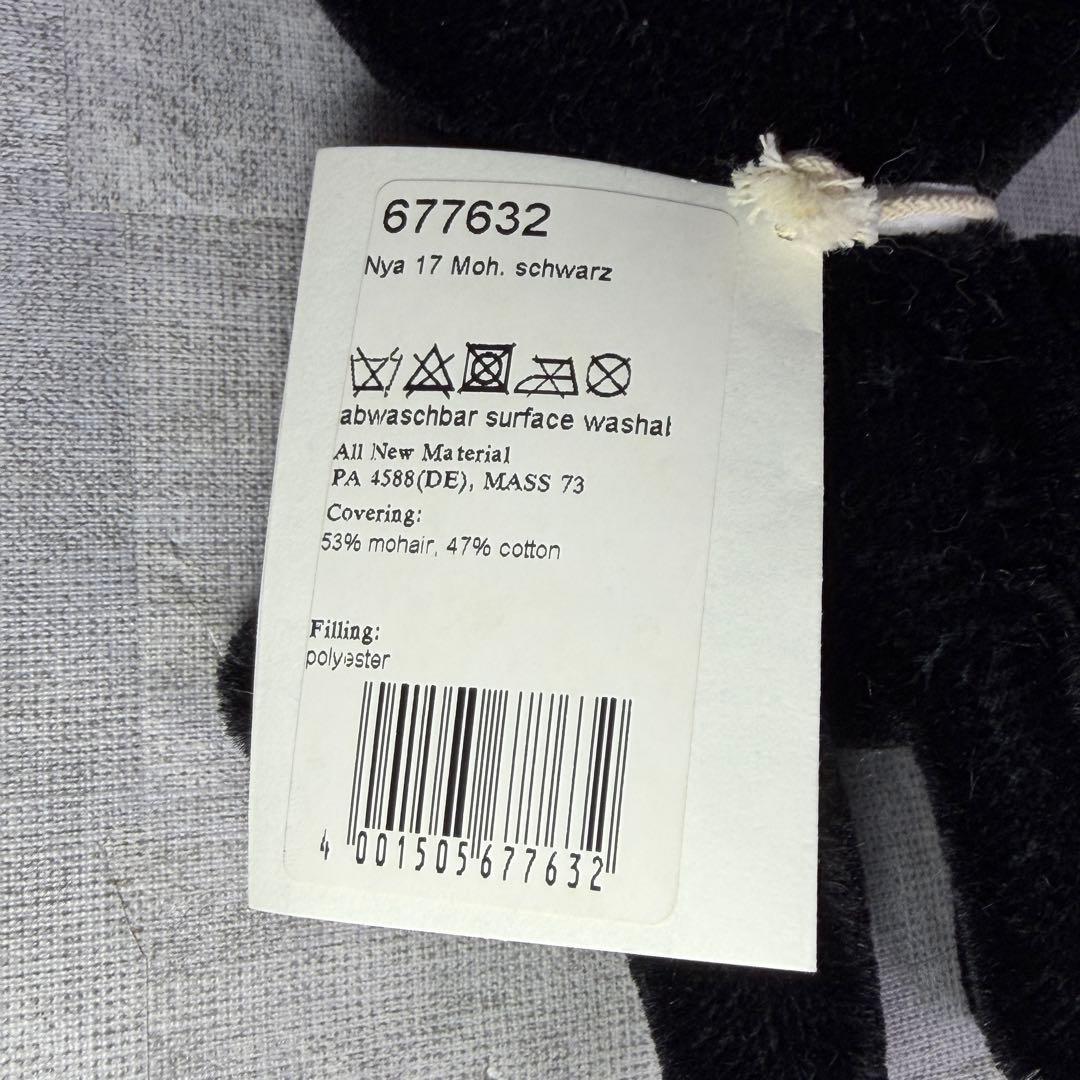 677632
Nya 17 Moh. schwarz
abwaschbar surface washab
All New Material
PA 4588(DE), MASS 73
Covering:
53% mohair, 47% cotton
Filling:
polyester
4 001505 677632